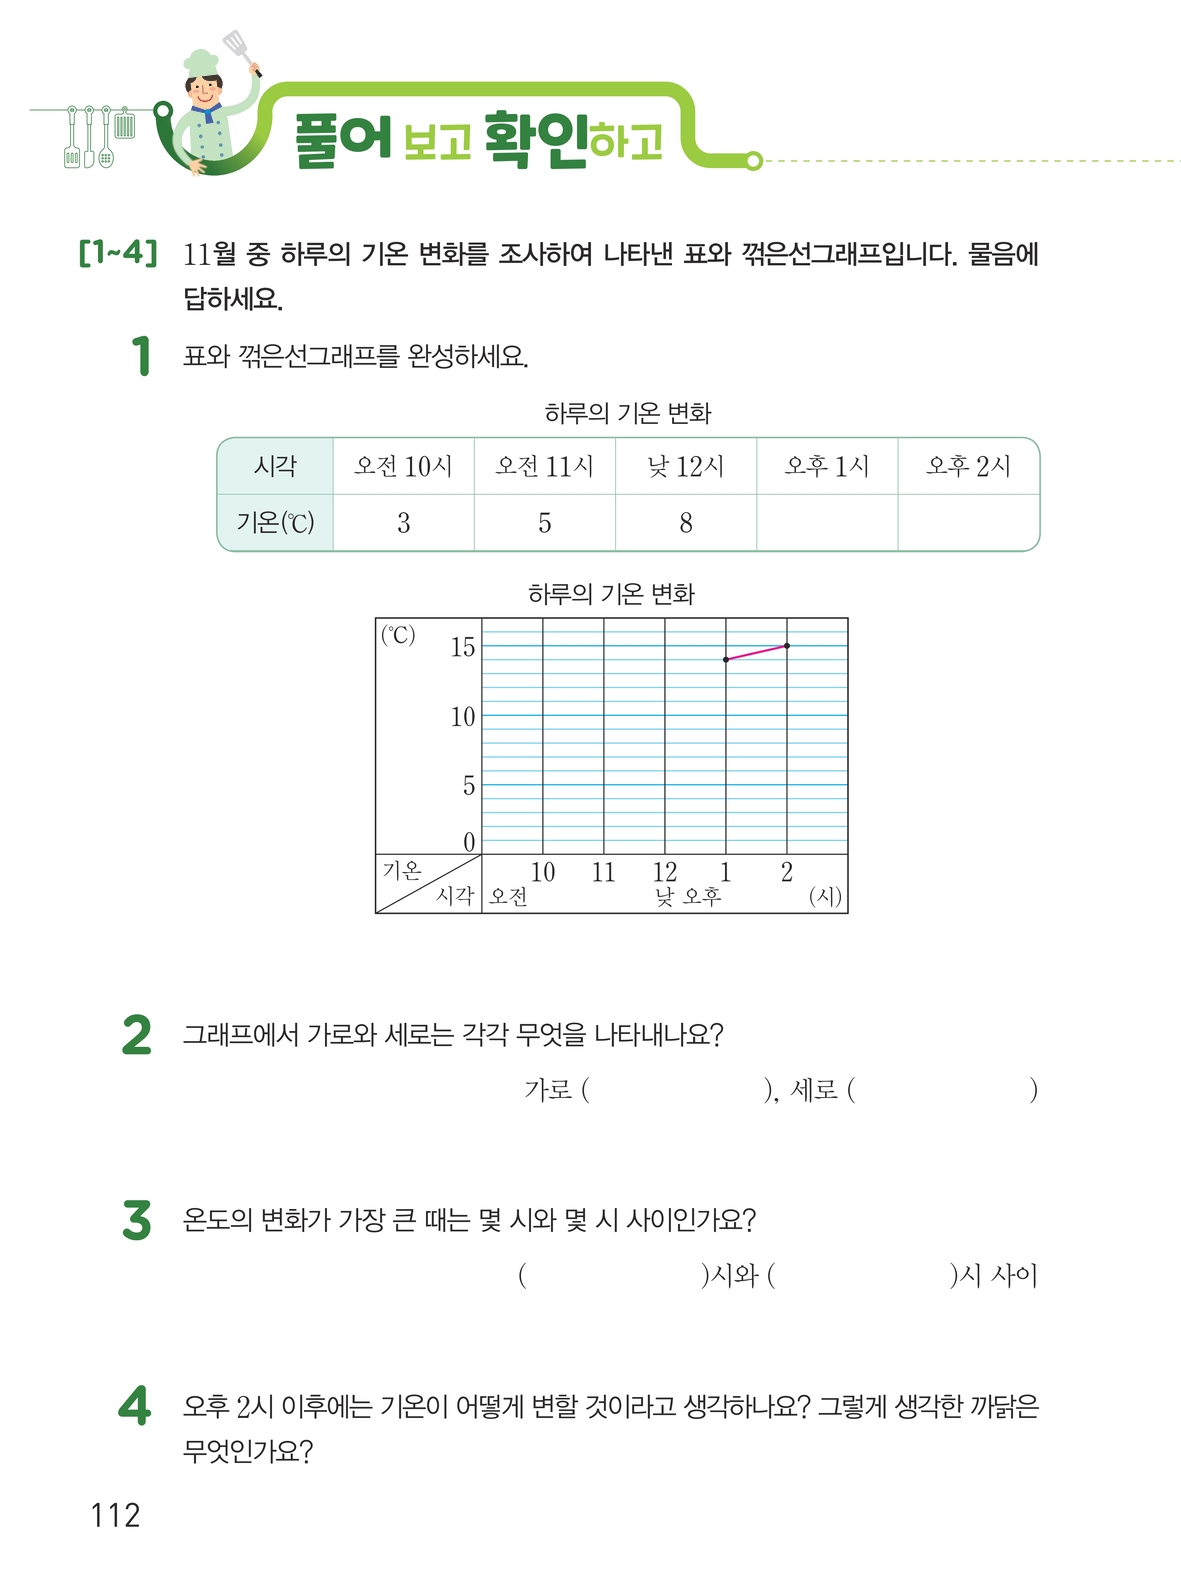 풀어 보고 확인하고
[1~4] 11월 중 하루의 기온 변화를 조사하여 나타낸 표와 꺾은선그래프입니다. 물음에
답하세요.
1 표와 꺾은선그래프를 완성하세요.
하루의 기온 변화
시각 오전 10시 오전 11시 낮 12시 오후 1시 오후 2시
기온(℃) 3 5 8
하루의 기온 변화
(℃)
15
10
5
0
기온 10 11 12 1 2
시각 오전 낮 오후 (시)
2 그래프에서 가로와 세로는 각각 무엇을 나타내나요?
가로 ( ), 세로 ( )
3 온도의 변화가 가장 큰 때는 몇 시와 몇 시 사이인가요?
( )시와 ( )시 사이
4 오후 2시 이후에는 기온이 어떻게 변할 것이라고 생각하나요? 그렇게 생각한 까닭은
무엇인가요?
112